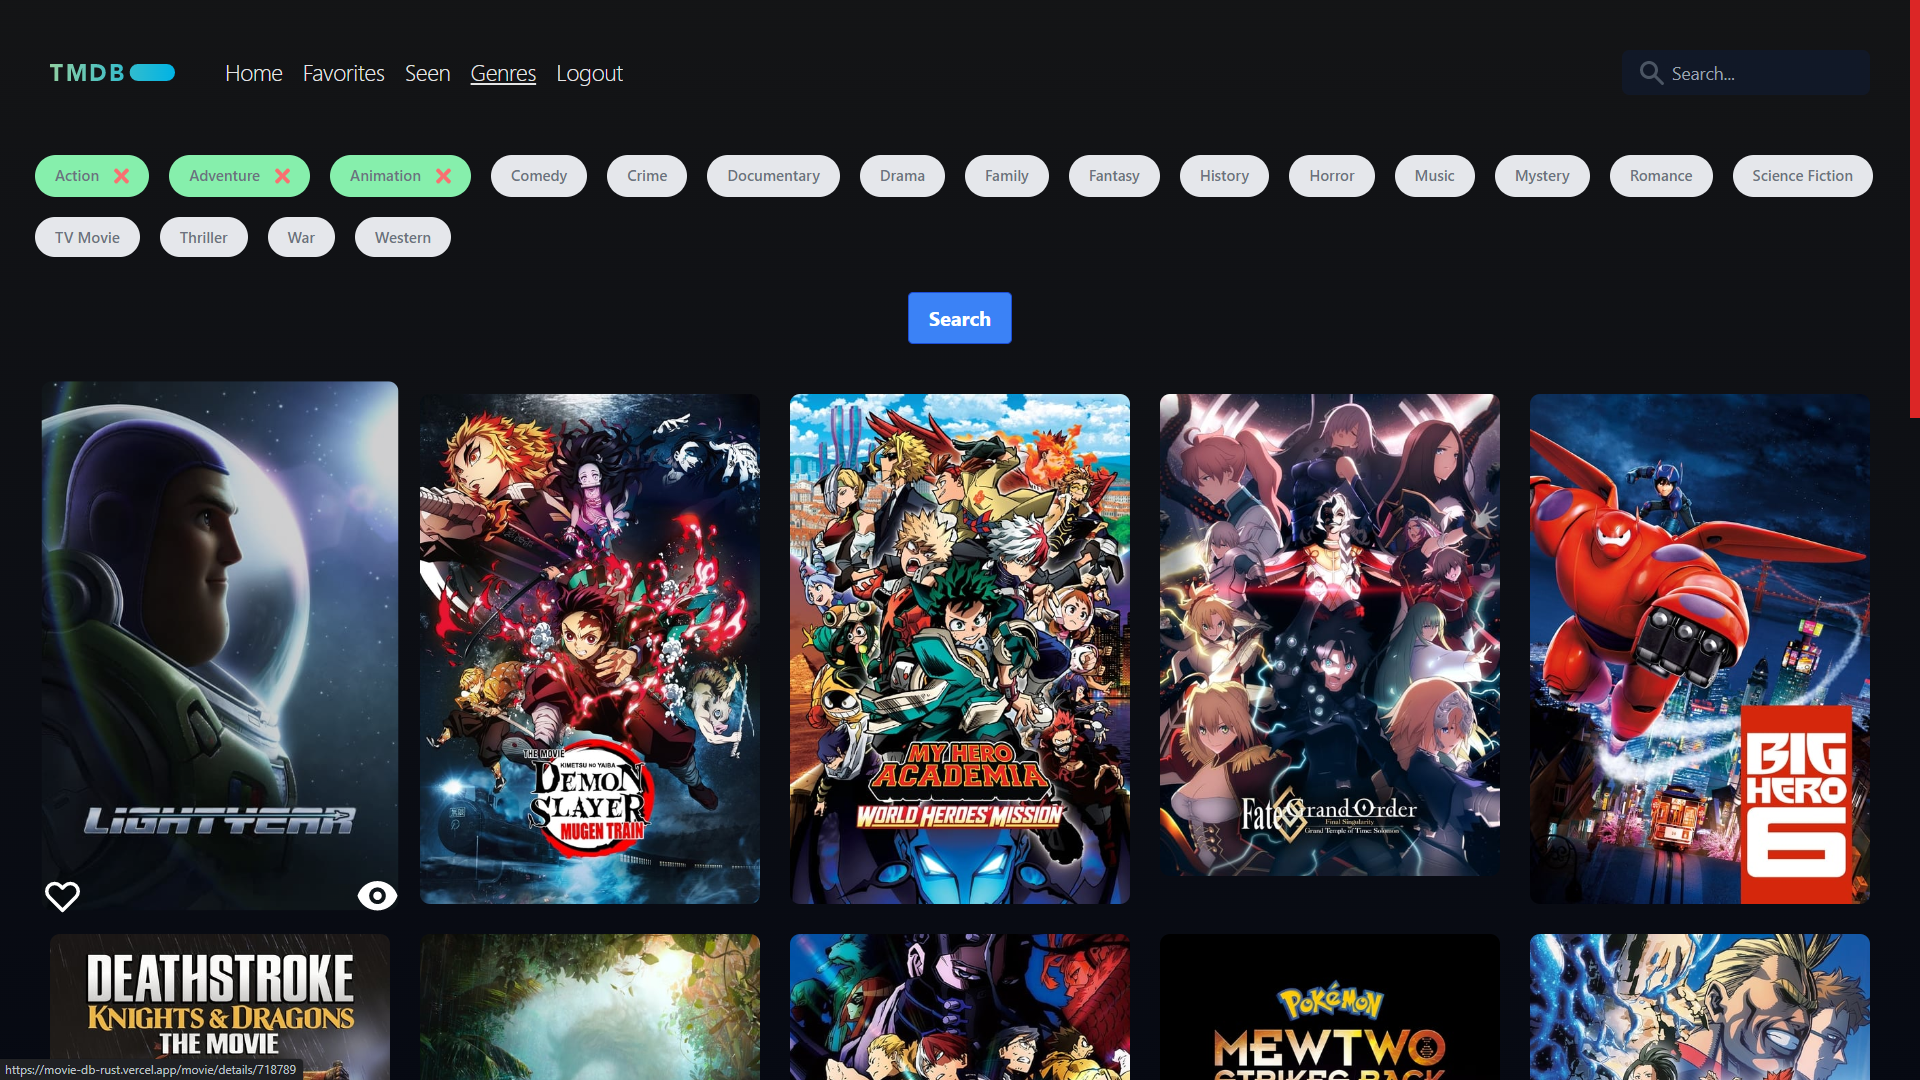 TMDB Home Favorites Seen Genres Logout Search...
Action Adventure Animation Comedy Crime Documentary Drama Family Fantasy History Horror Music Mystery Romance Science Fiction
TV Movie Thriller War Western
Search
LIGHTYEAR
THE MOVIE
KIMETSU NO YAIBA
DEMON
SLAYER
MUGEN TRAIN
MY HERO
ACADEMIA
WORLD HEROES' MISSION
Fate Grand Order
Final Singularity
Grand Temple of Time: Solomon
BIG
HERO
6
DEATHSTROKE
KNIGHTS & DRAGONS
THE MOVIE
POKéMON
MEWTWO
STRIKES BACK
https://movie-db-rust.vercel.app/movie/details/718789